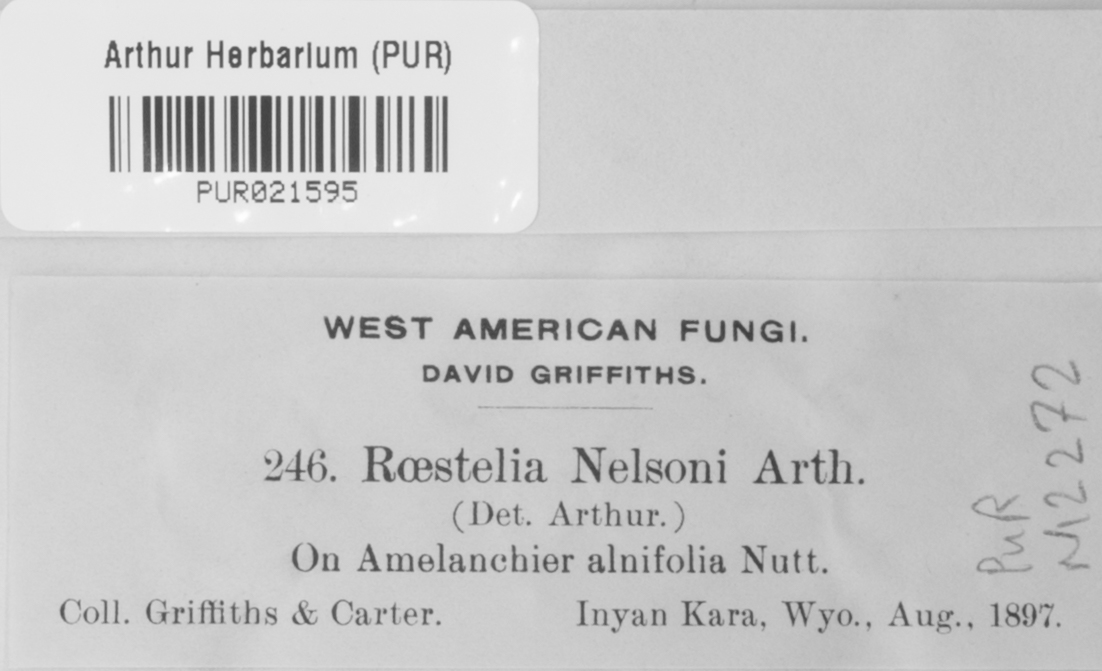 Arthur Herbarium (PUR)
PUR021595
WEST AMERICAN FUNGI.
DAVID GRIFFITHS.
246. Rœstelia Nelsoni Arth.
(Det. Arthur.)
On Amelanchier alnifolia Nutt.
Coll. Griffiths & Carter. Inyan Kara, Wyo., Aug., 1897.
PUR
N12272